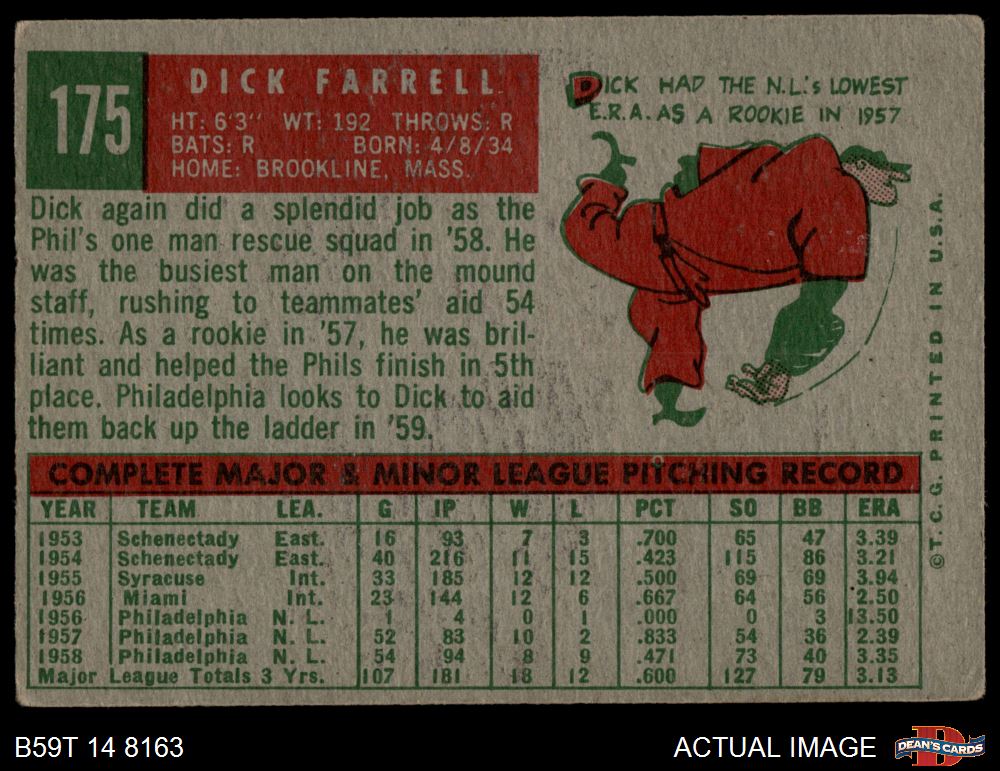 175
DICK FARRELL
HT: 6'3" WT: 192 THROWS: R
BATS: R BORN: 4/8/34
HOME: BROOKLINE, MASS.
DICK HAD THE N.L.'s LOWEST
E.R.A. AS A ROOKIE IN 1957
Dick again did a splendid job as the
Phil's one man rescue squad in '58. He
was the busiest man on the mound
staff, rushing to teammates' aid 54
times. As a rookie in '57, he was bril-
liant and helped the Phils finish in 5th
place. Philadelphia looks to Dick to aid
them back up the ladder in '59.
COMPLETE MAJOR & MINOR LEAGUE PITCHING RECORD
YEAR TEAM LEA. G IP W L PCT SO BB ERA
1953 Schenectady East. 16 93 7 3 .700 65 47 3.39
1954 Schenectady East. 40 216 11 15 .423 115 86 3.21
1955 Syracuse Int. 33 185 12 12 .500 69 69 3.94
1956 Miami Int. 23 144 12 6 .667 64 56 2.50
1956 Philadelphia N. L. 1 4 0 1 .000 0 3 13.50
1957 Philadelphia N. L. 52 83 10 2 .833 54 36 2.39
1958 Philadelphia N. L. 54 94 8 9 .471 73 40 3.35
Major League Totals 3 Yrs. 107 181 18 12 .600 127 79 3.13
© T. C. G. PRINTED IN U.S.A.
B59T 14 8163
ACTUAL IMAGE
D
DEAN'S CARDS